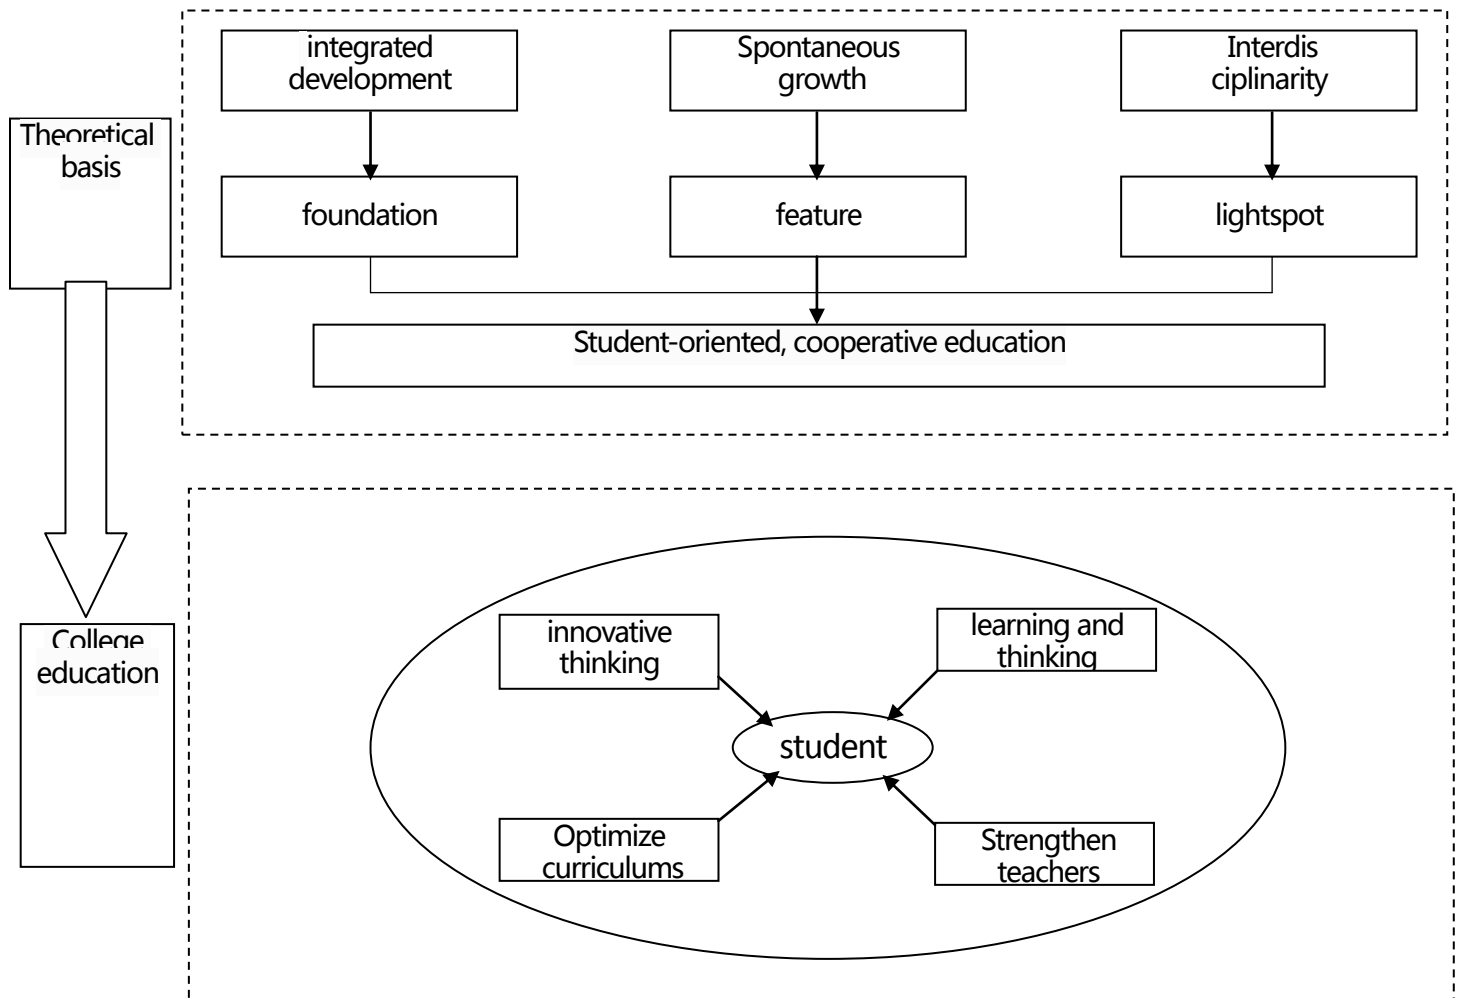 integrated
development
Spontaneous
growth
Interdis
ciplinarity
Theoretical
basis
foundation
feature
lightspot
Student-oriented, cooperative education
College
education
innovative
thinking
learning and
thinking
student
Optimize
curriculums
Strengthen
teachers